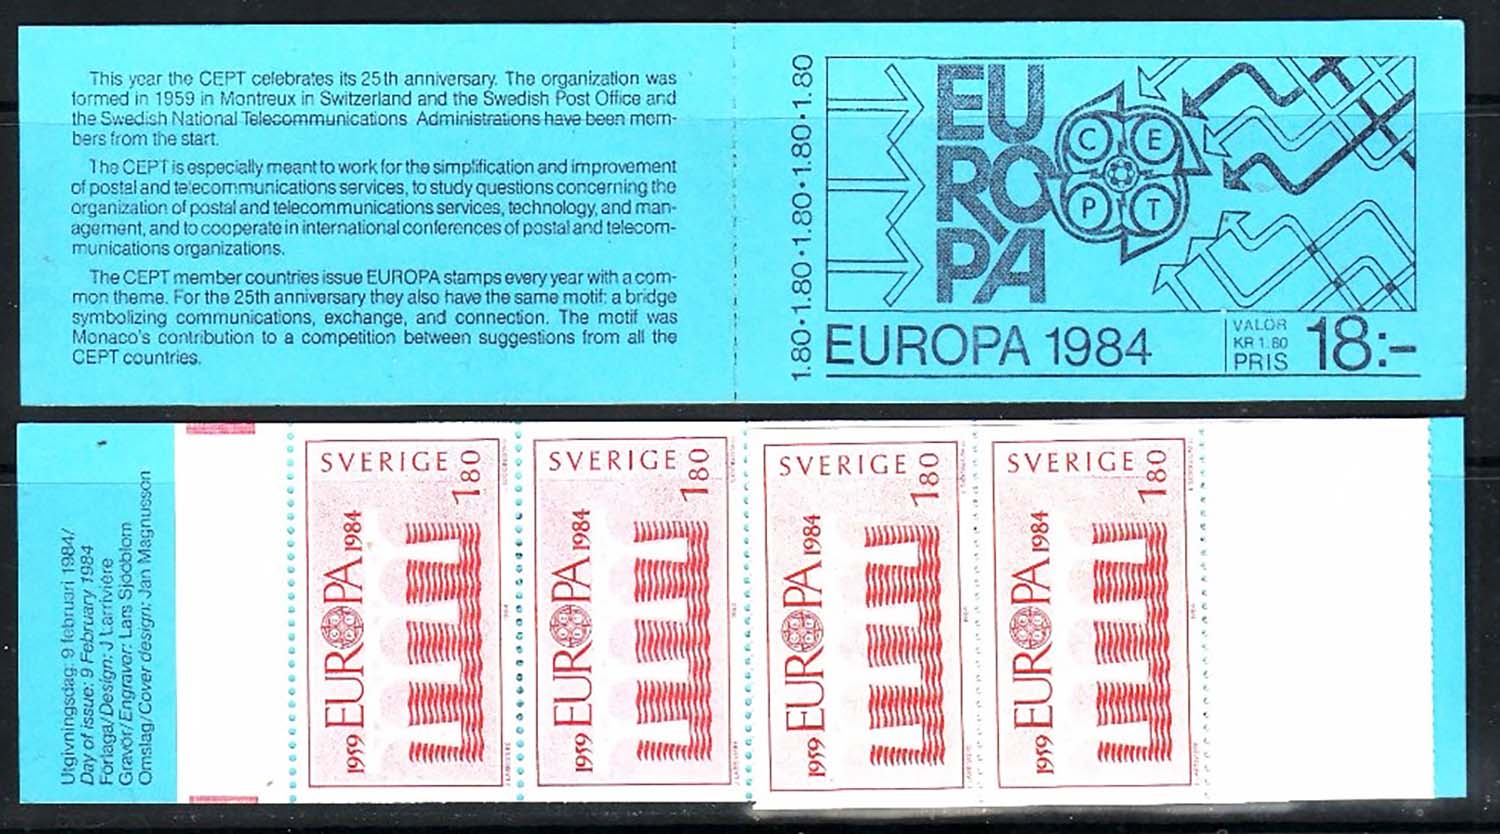 This year the CEPT celebrates its 25th anniversary. The organization was
formed in 1959 in Montreux in Switzerland and the Swedish Post Office and
the Swedish National Telecommunications Administrations have been mem-
bers from the start.
The CEPT is especially meant to work for the simplification and improvement
of postal and telecommunications services, to study questions concerning the
organization of postal and telecommunications services, technology, and man-
agement, and to cooperate in international conferences of postal and telecom-
munications organizations.
The CEPT member countries issue EUROPA stamps every year with a com-
mon theme. For the 25th anniversary they also have the same motif: a bridge
symbolizing communications, exchange, and connection. The motif was
Monaco's contribution to a competition between suggestions from all the
CEPT countries.
1.80·1.80·1.80·1.80·1.80
EU
RO
PA
C E
P T
EUROPA 1984
VALÖR
KR 1.80
PRIS
18:-
Utgivningsdag: 9 februari 1984/
Day of issue: 9 February 1984
Förlaga/Design: J Larrivière
Gravör/Engraver: Lars Sjööblom
Omslag/Cover design: Jan Magnusson
SVERIGE 180
1959 EUROPA 1984
SVERIGE 180
1959 EUROPA 1984
SVERIGE 180
1959 EUROPA 1984
SVERIGE 180
1959 EUROPA 1984